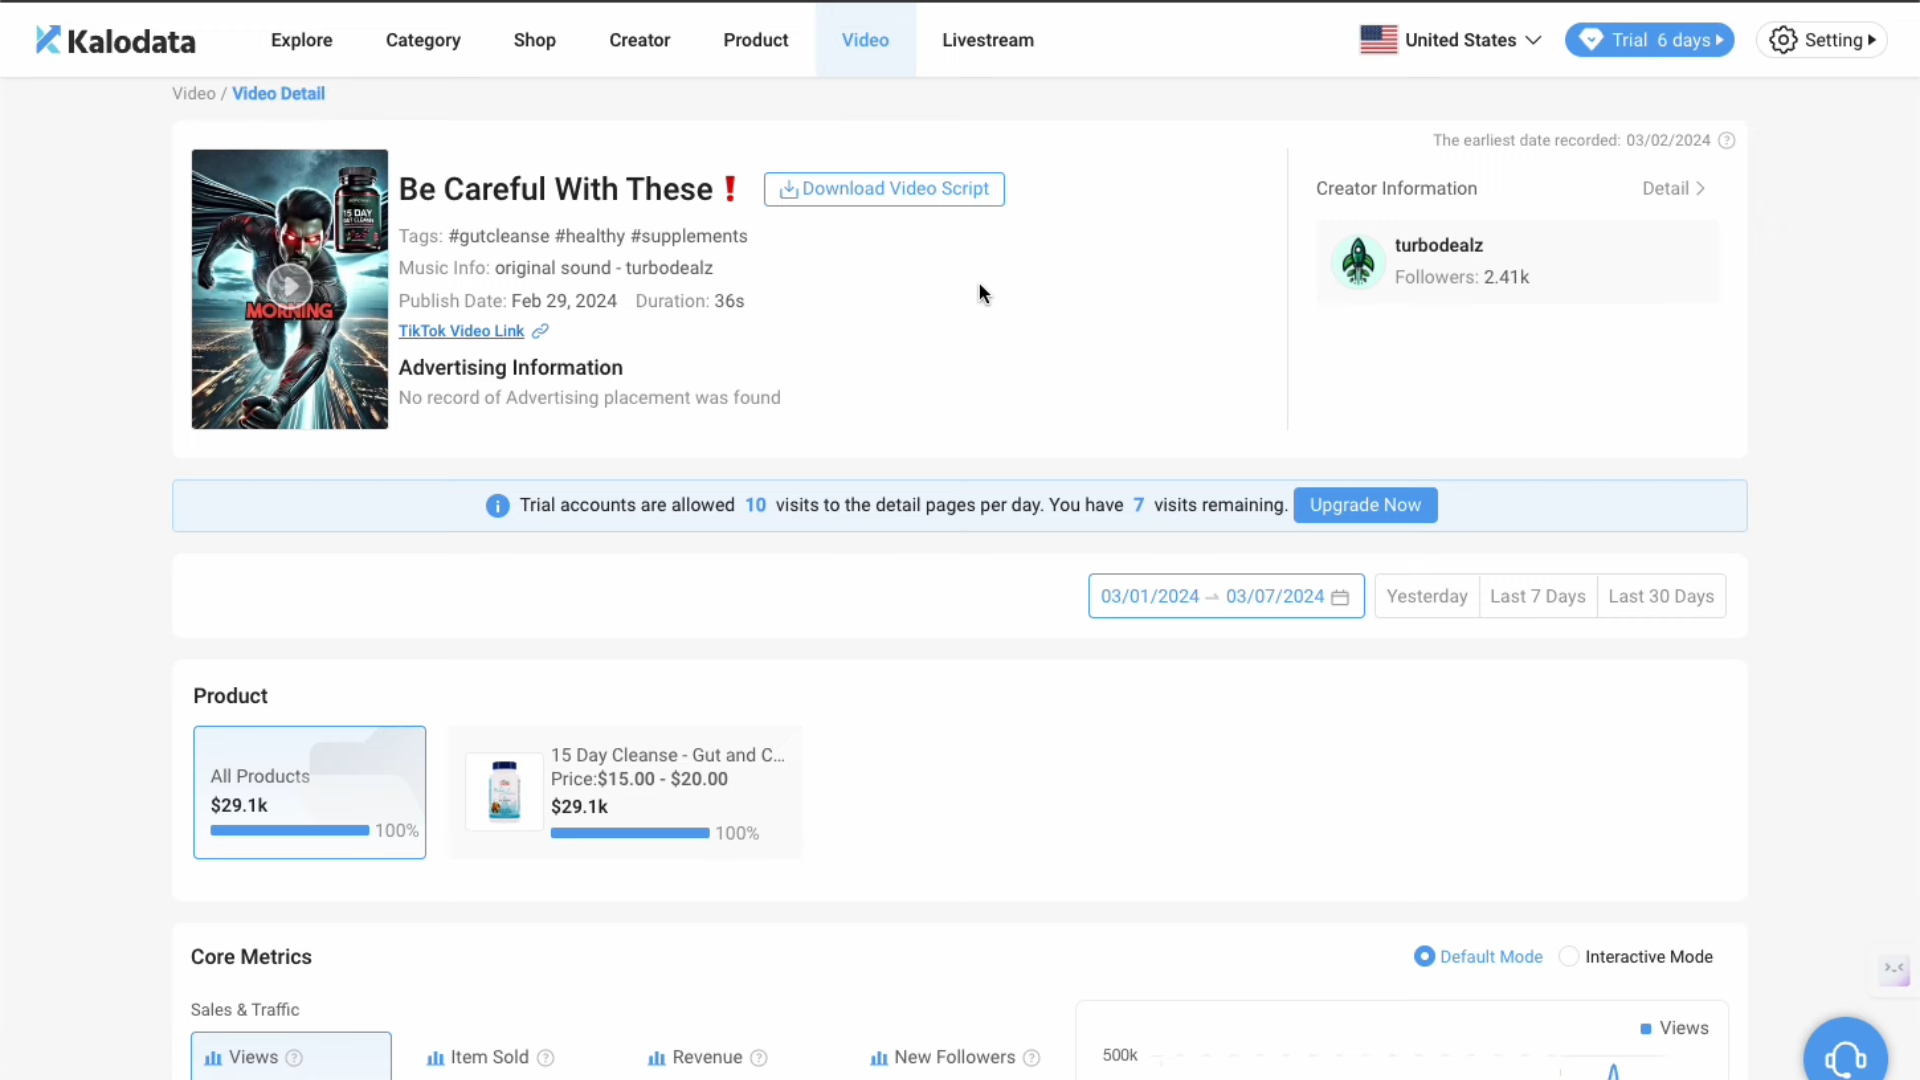 Kalodata
Explore
Category
Shop
Creator
Product
Video
Livestream
United States
Trial 6 days
Setting
Video / Video Detail
The earliest date recorded: 03/02/2024
15 DAY
MORNING
Be Careful With These❗
Download Video Script
Tags: #gutcleanse #healthy #supplements
Music Info: original sound - turbodealz
Publish Date: Feb 29, 2024 Duration: 36s
TikTok Video Link
Advertising Information
No record of Advertising placement was found
Creator Information
Detail >
turbodealz
Followers: 2.41k
Trial accounts are allowed 10 visits to the detail pages per day. You have 7 visits remaining.
Upgrade Now
03/01/2024 → 03/07/2024
Yesterday
Last 7 Days
Last 30 Days
Product
All Products
$29.1k
100%
15 Day Cleanse - Gut and C...
Price:$15.00 - $20.00
$29.1k
100%
Core Metrics
Default Mode
Interactive Mode
Sales & Traffic
Views
Item Sold
Revenue
New Followers
Views
500k